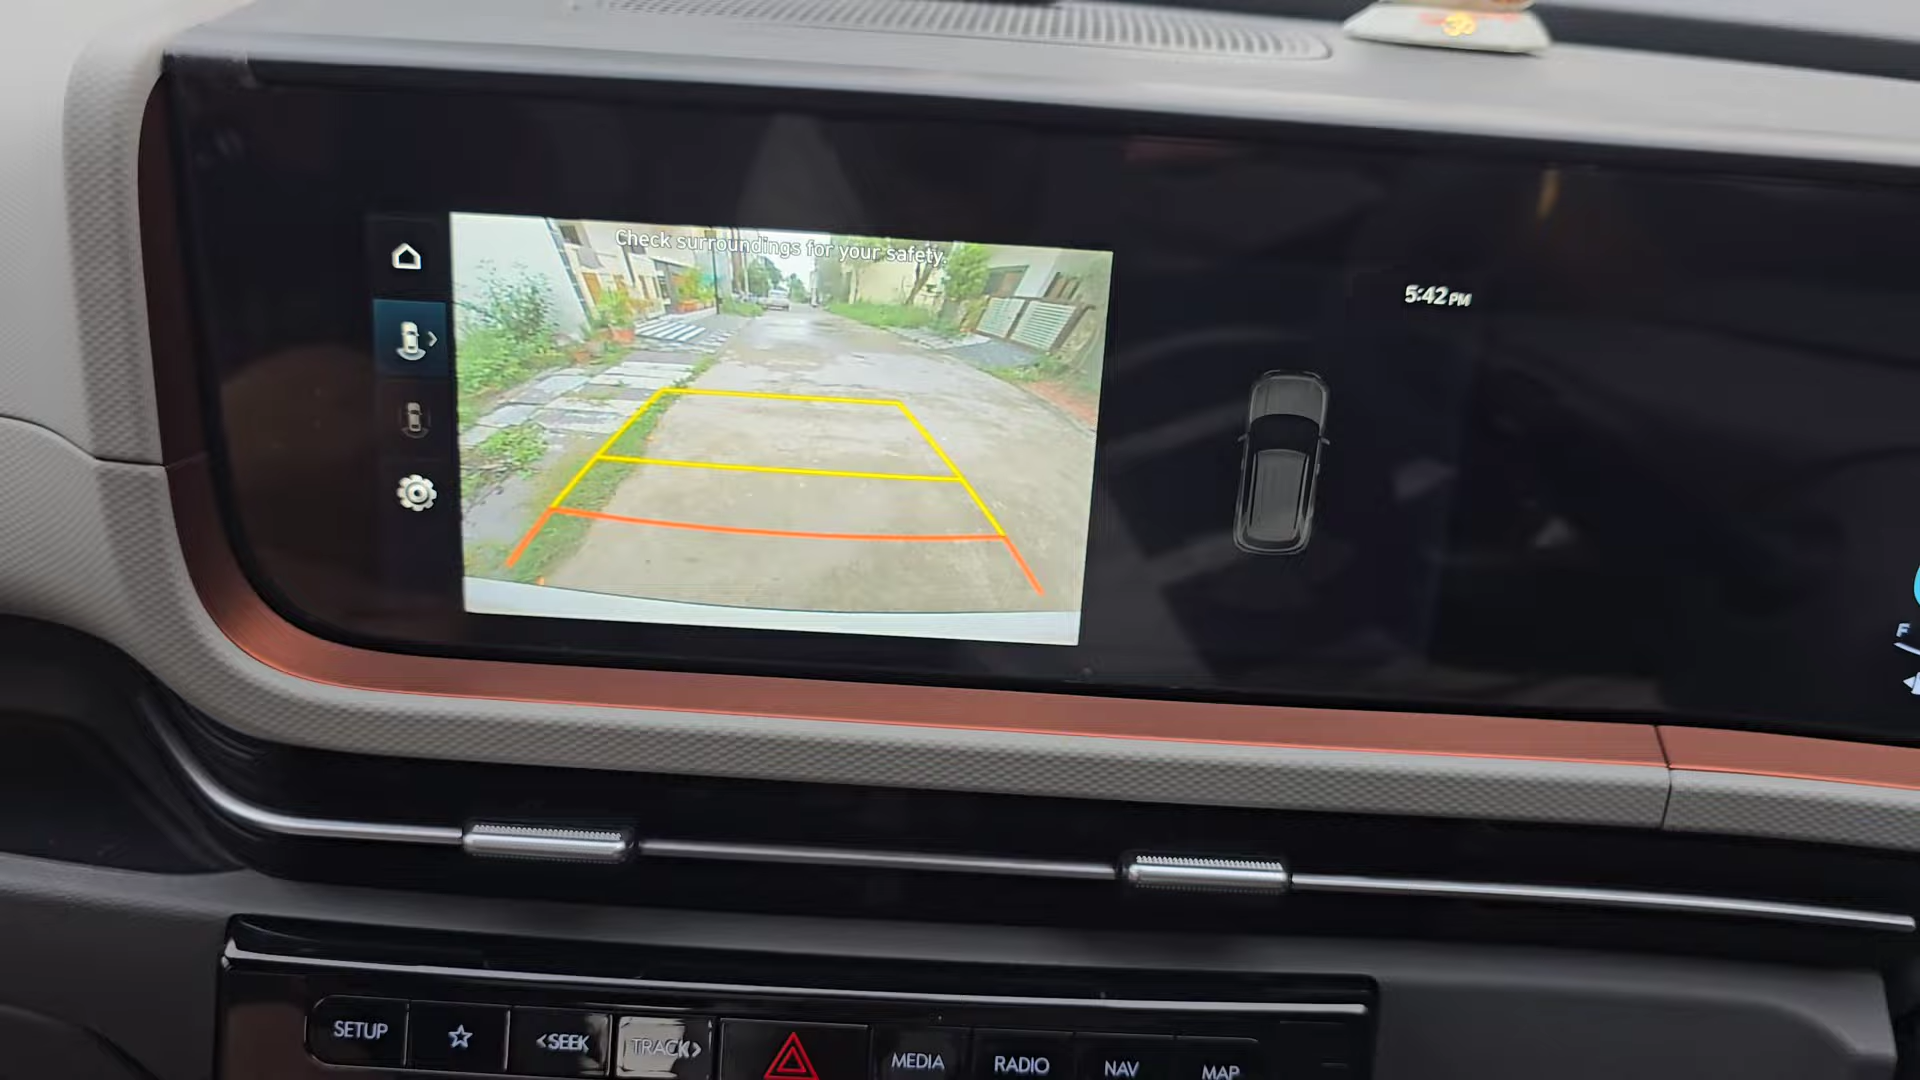 Check surroundings for your safety.
5:42 PM
F
SETUP
<SEEK
TRACK>
MEDIA
RADIO
NAV
MAP